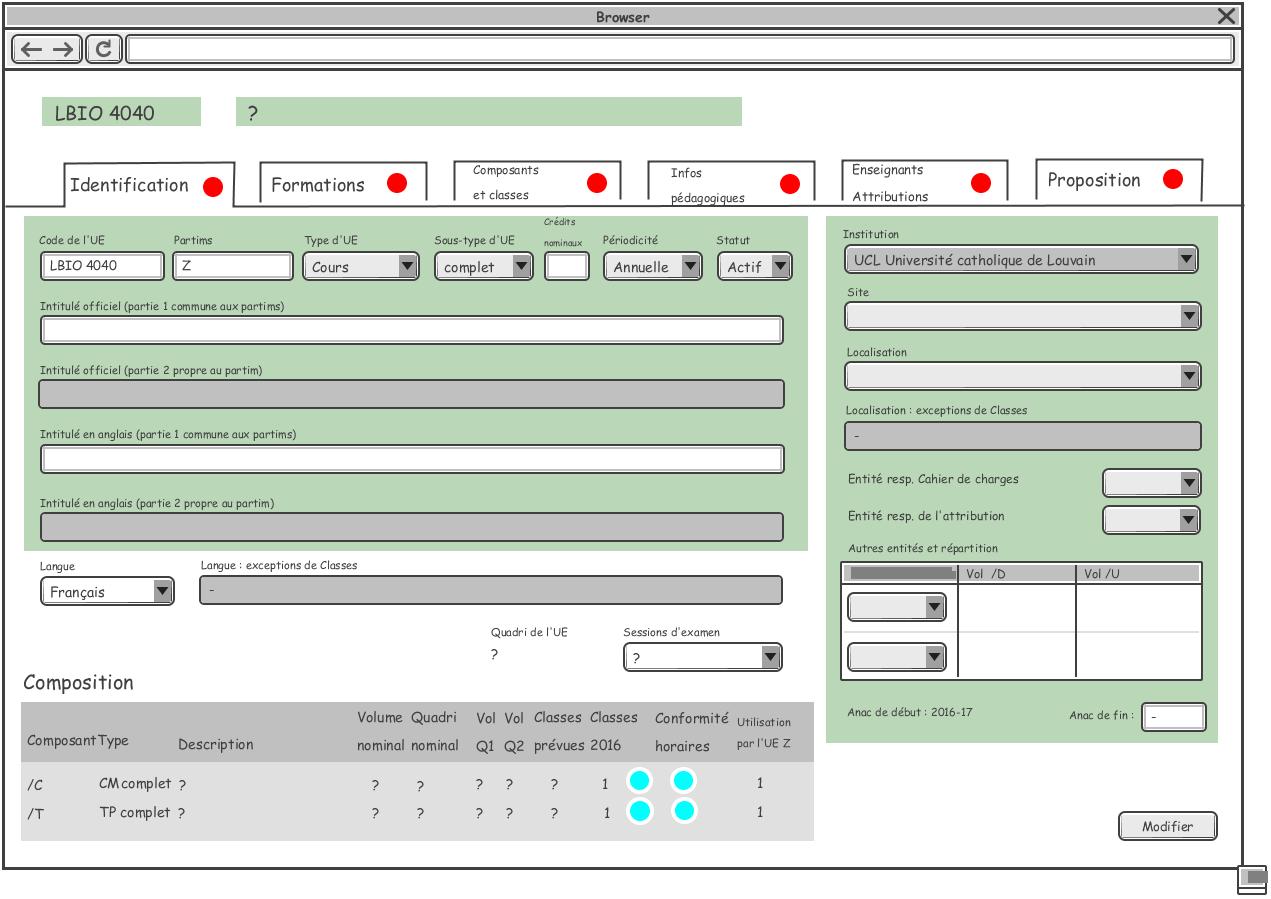 Browser
LBIO 4040 ?
Identification Formations Composants et classes Infos pédagogiques Enseignants Attributions Proposition
Code de l'UE Partims Type d'UE Sous-type d'UE Crédits nominaux Périodicité Statut
LBIO 4040 Z Cours complet Annuelle Actif
Intitulé officiel (partie 1 commune aux partims)
Intitulé officiel (partie 2 propre au partim)
Intitulé en anglais (partie 1 commune aux partims)
Intitulé en anglais (partie 2 propre au partim)
Langue Langue : exceptions de Classes
Français -
Quadri de l'UE Sessions d'examen
? ?
Institution
UCL Université catholique de Louvain
Site
Localisation
Localisation : exceptions de Classes
-
Entité resp. Cahier de charges
Entité resp. de l'attribution
Autres entités et répartition
Vol /D Vol /U
Anac de début : 2016-17 Anac de fin : -
Composition
Composant Type Description Volume nominal Quadri nominal Vol Q1 Vol Q2 Classes prévues Classes 2016 Conformité horaires Utilisation par l'UE Z
/C CM complet ? ? ? ? ? ? 1 1
/T TP complet ? ? ? ? ? ? 1 1
Modifier